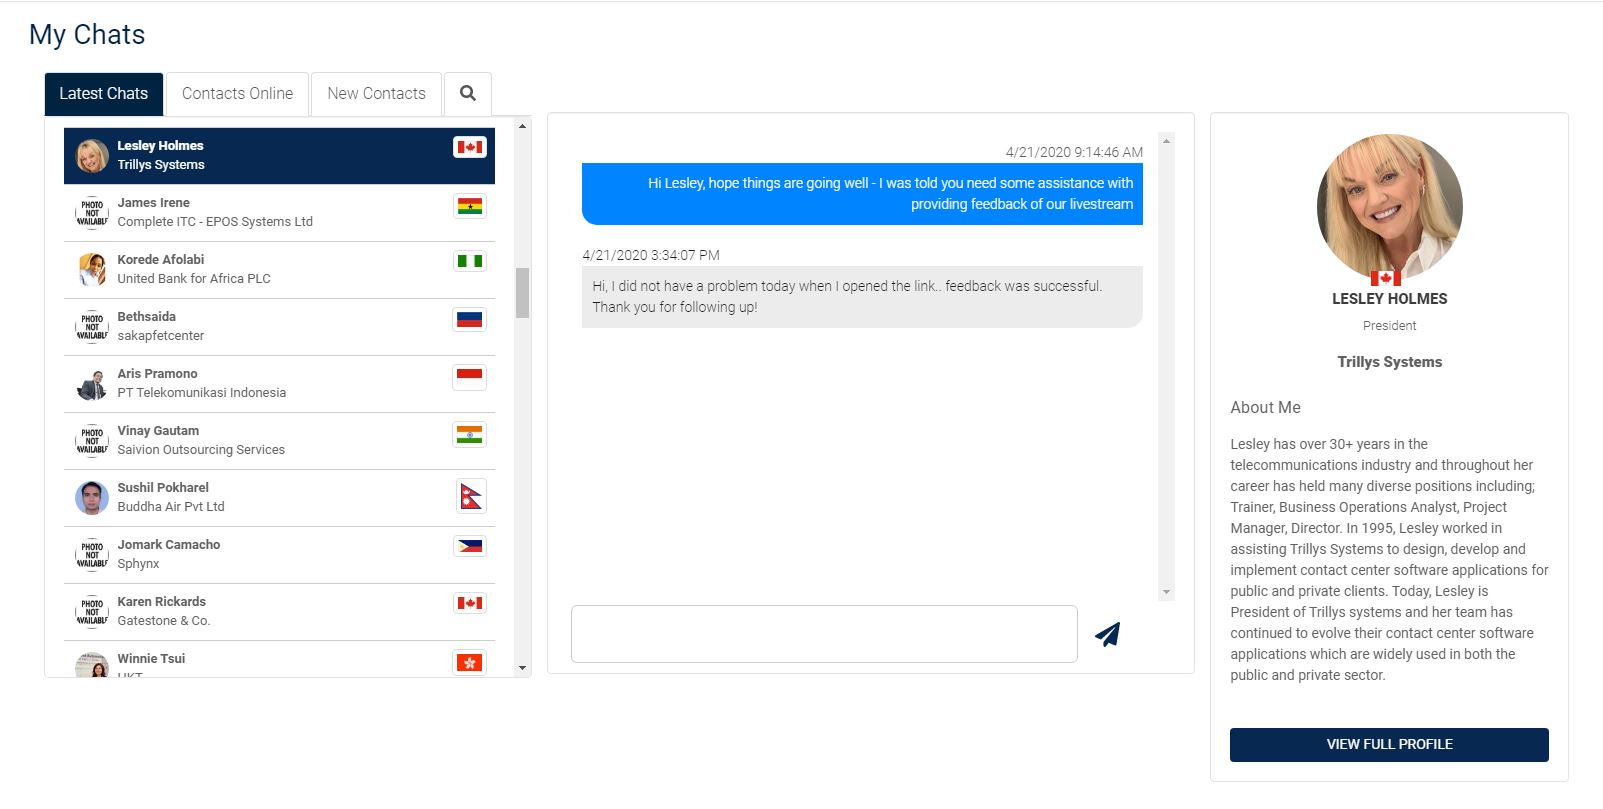 My Chats
Latest Chats
Contacts Online
New Contacts
Lesley Holmes
Trillys Systems
PHOTO
NOT
AVAILABLE
James Irene
Complete ITC - EPOS Systems Ltd
Korede Afolabi
United Bank for Africa PLC
PHOTO
NOT
AVAILABLE
Bethsaida
sakapfetcenter
Aris Pramono
PT Telekomunikasi Indonesia
PHOTO
NOT
AVAILABLE
Vinay Gautam
Saivion Outsourcing Services
Sushil Pokharel
Buddha Air Pvt Ltd
PHOTO
NOT
AVAILABLE
Jomark Camacho
Sphynx
PHOTO
NOT
AVAILABLE
Karen Rickards
Gatestone & Co.
Winnie Tsui
HKT
4/21/2020 9:14:46 AM
Hi Lesley, hope things are going well - I was told you need some assistance with
providing feedback of our livestream
4/21/2020 3:34:07 PM
Hi, I did not have a problem today when I opened the link.. feedback was successful.
Thank you for following up!
LESLEY HOLMES
President
Trillys Systems
About Me
Lesley has over 30+ years in the
telecommunications industry and throughout her
career has held many diverse positions including;
Trainer, Business Operations Analyst, Project
Manager, Director. In 1995, Lesley worked in
assisting Trillys Systems to design, develop and
implement contact center software applications for
public and private clients. Today, Lesley is
President of Trillys systems and her team has
continued to evolve their contact center software
applications which are widely used in both the
public and private sector.
VIEW FULL PROFILE